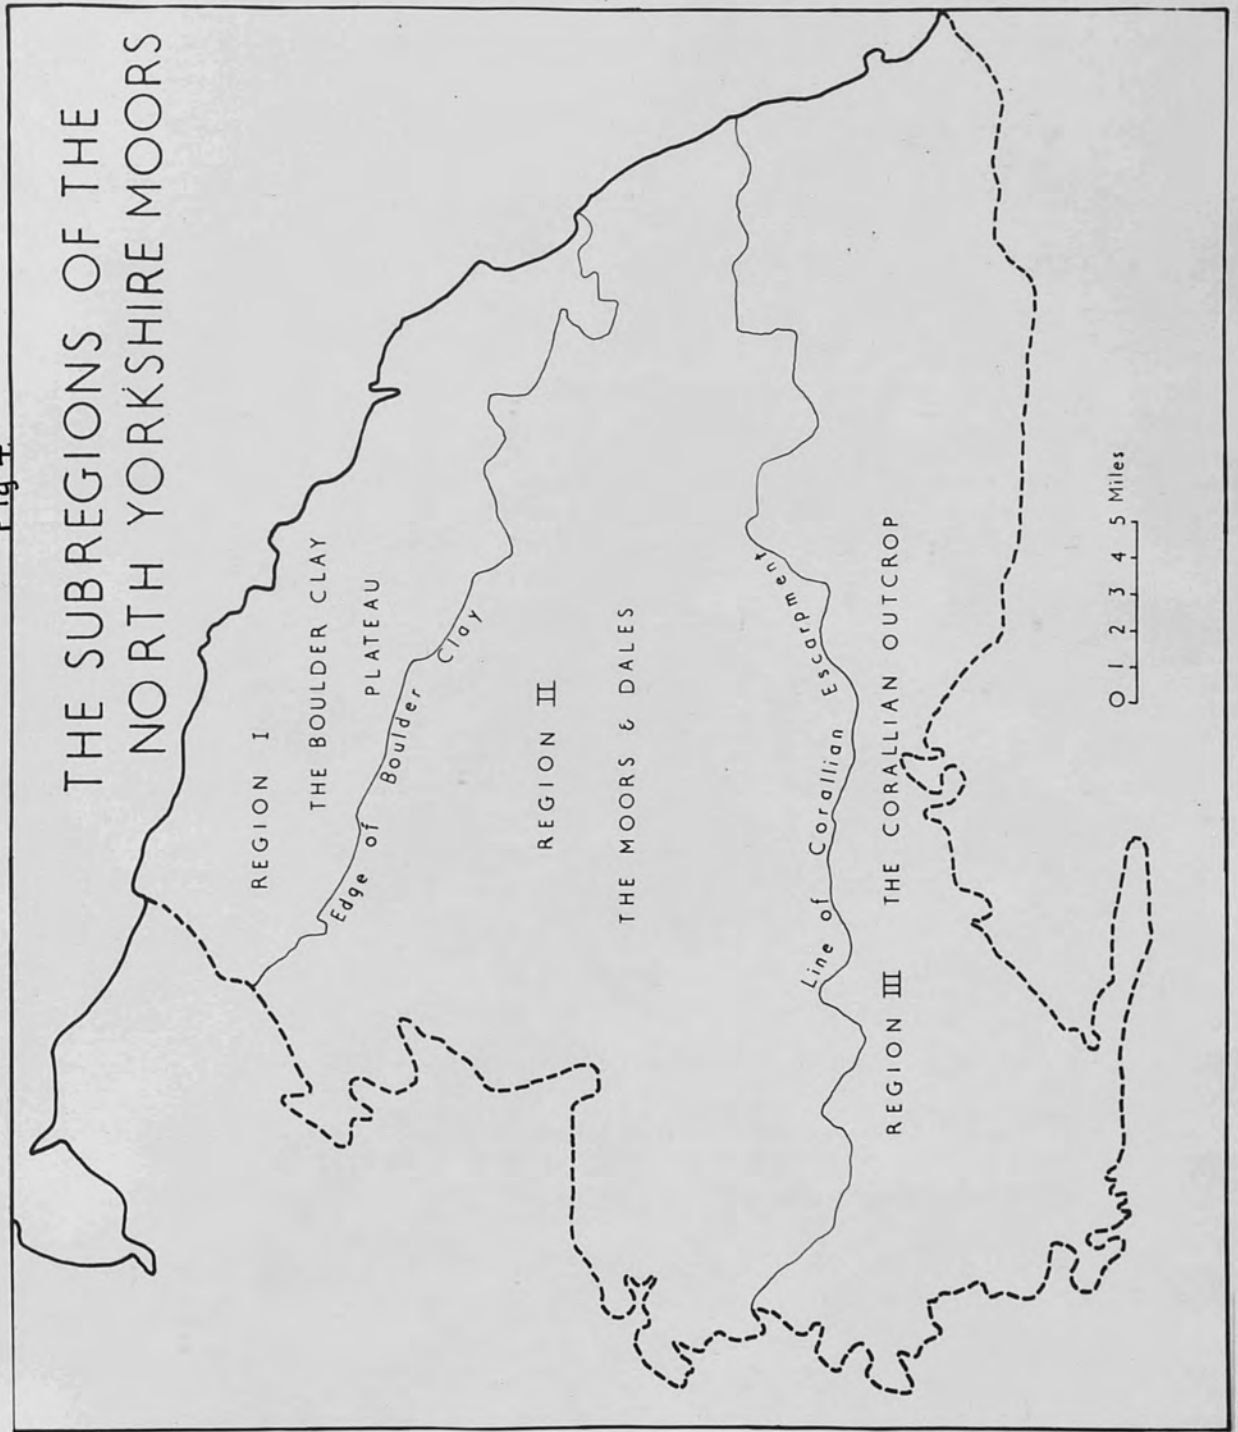 THE SUBREGIONS OF THE
NORTH YORKSHIRE MOORS
REGION I
THE BOULDER CLAY
PLATEAU
Edge of Boulder Clay
REGION II
THE MOORS & DALES
Line of Corallian Escarpment
REGION III THE CORALLIAN OUTCROP
0 1 2 3 4 5 Miles